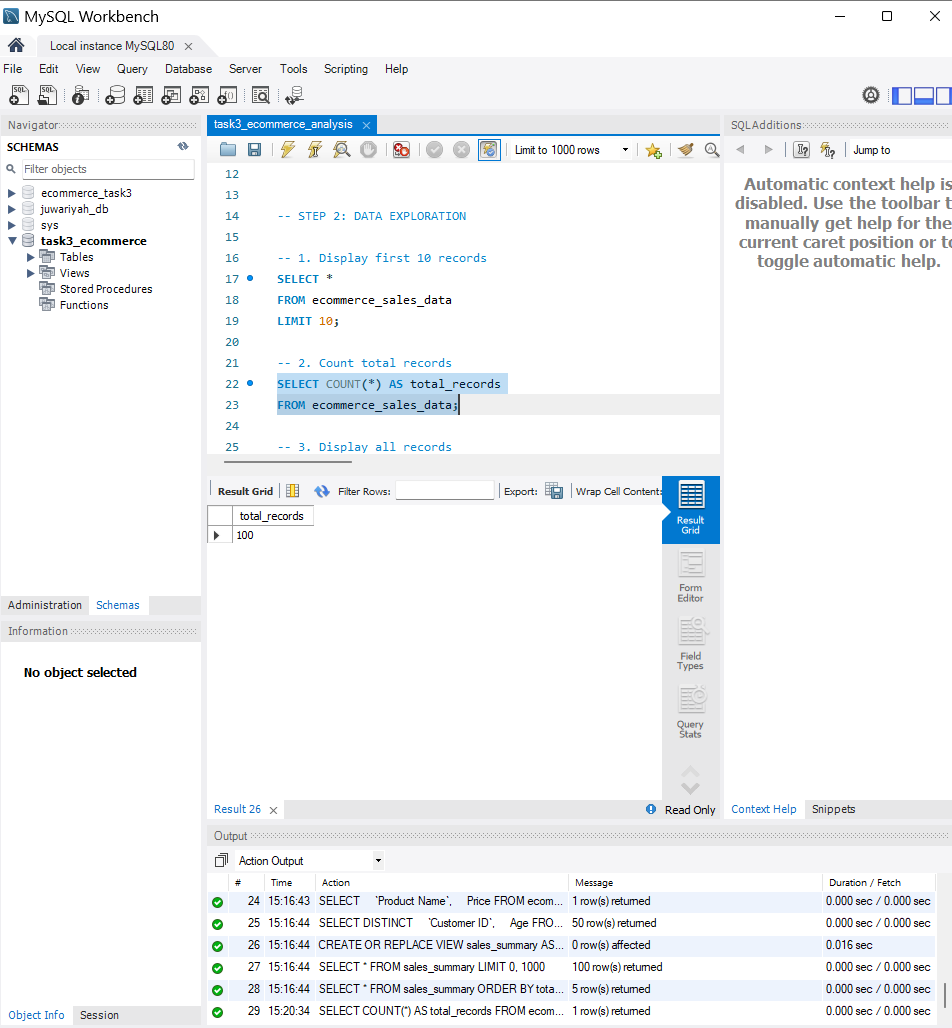 MySQL Workbench
Local instance MySQL80
File Edit View Query Database Server Tools Scripting Help
Navigator
SCHEMAS
Filter objects
ecommerce_task3
juwariyah_db
sys
task3_ecommerce
Tables
Views
Stored Procedures
Functions
Administration Schemas
Information
No object selected
Object Info Session
task3_ecommerce_analysis
Limit to 1000 rows
12
13
14 -- STEP 2: DATA EXPLORATION
15
16 -- 1. Display first 10 records
17 SELECT *
18 FROM ecommerce_sales_data
19 LIMIT 10;
20
21 -- 2. Count total records
22 SELECT COUNT(*) AS total_records
23 FROM ecommerce_sales_data;
24
25 -- 3. Display all records
Result Grid Filter Rows: Export: Wrap Cell Content:
total_records
100
Result Grid
Form Editor
Field Types
Query Stats
Result 26 Read Only
SQLAdditions
Jump to
Automatic context help is
disabled. Use the toolbar t
manually get help for the
current caret position or to
toggle automatic help.
Context Help Snippets
Output
Action Output
# Time Action Message Duration / Fetch
24 15:16:43 SELECT `Product Name`, Price FROM ecom... 1 row(s) returned 0.000 sec / 0.000 sec
25 15:16:44 SELECT DISTINCT `Customer ID`, Age FRO... 50 row(s) returned 0.000 sec / 0.000 sec
26 15:16:44 CREATE OR REPLACE VIEW sales_summary AS... 0 row(s) affected 0.016 sec
27 15:16:44 SELECT * FROM sales_summary LIMIT 0, 1000 100 row(s) returned 0.000 sec / 0.000 sec
28 15:16:44 SELECT * FROM sales_summary ORDER BY tota... 5 row(s) returned 0.000 sec / 0.000 sec
29 15:20:34 SELECT COUNT(*) AS total_records FROM ecom... 1 row(s) returned 0.000 sec / 0.000 sec